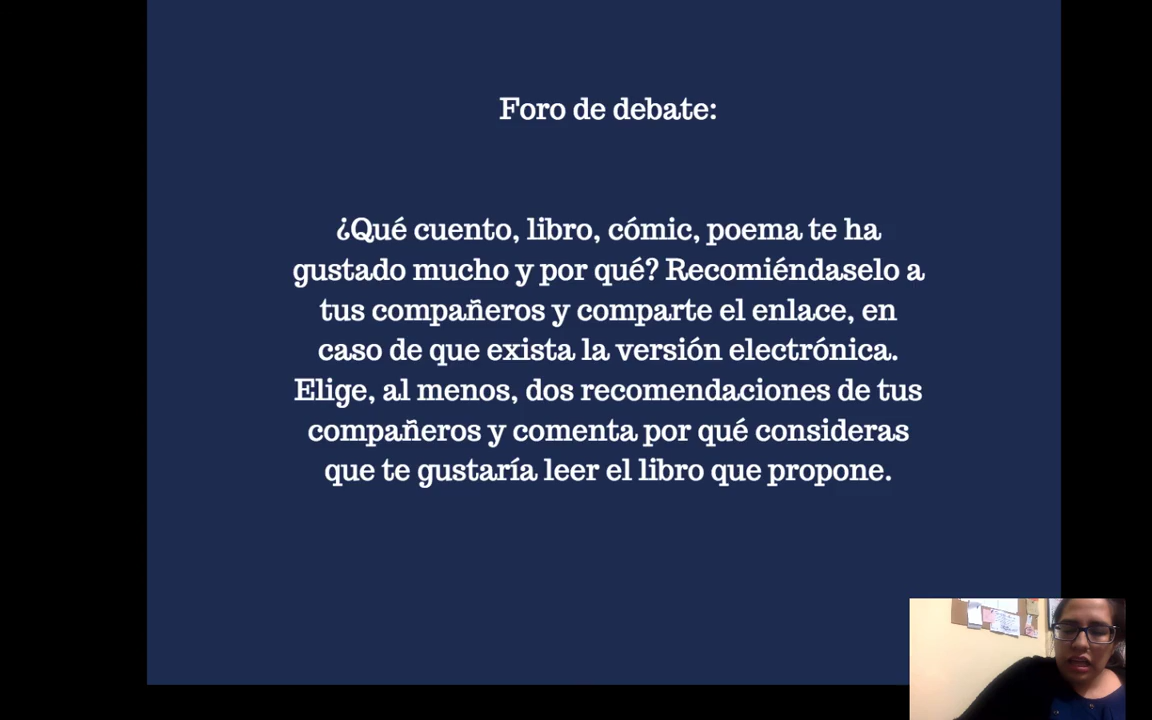 Foro de debate:
¿Qué cuento, libro, cómic, poema te ha
gustado mucho y por qué? Recomiéndaselo a
tus compañeros y comparte el enlace, en
caso de que exista la versión electrónica.
Elige, al menos, dos recomendaciones de tus
compañeros y comenta por qué consideras
que te gustaría leer el libro que propone.